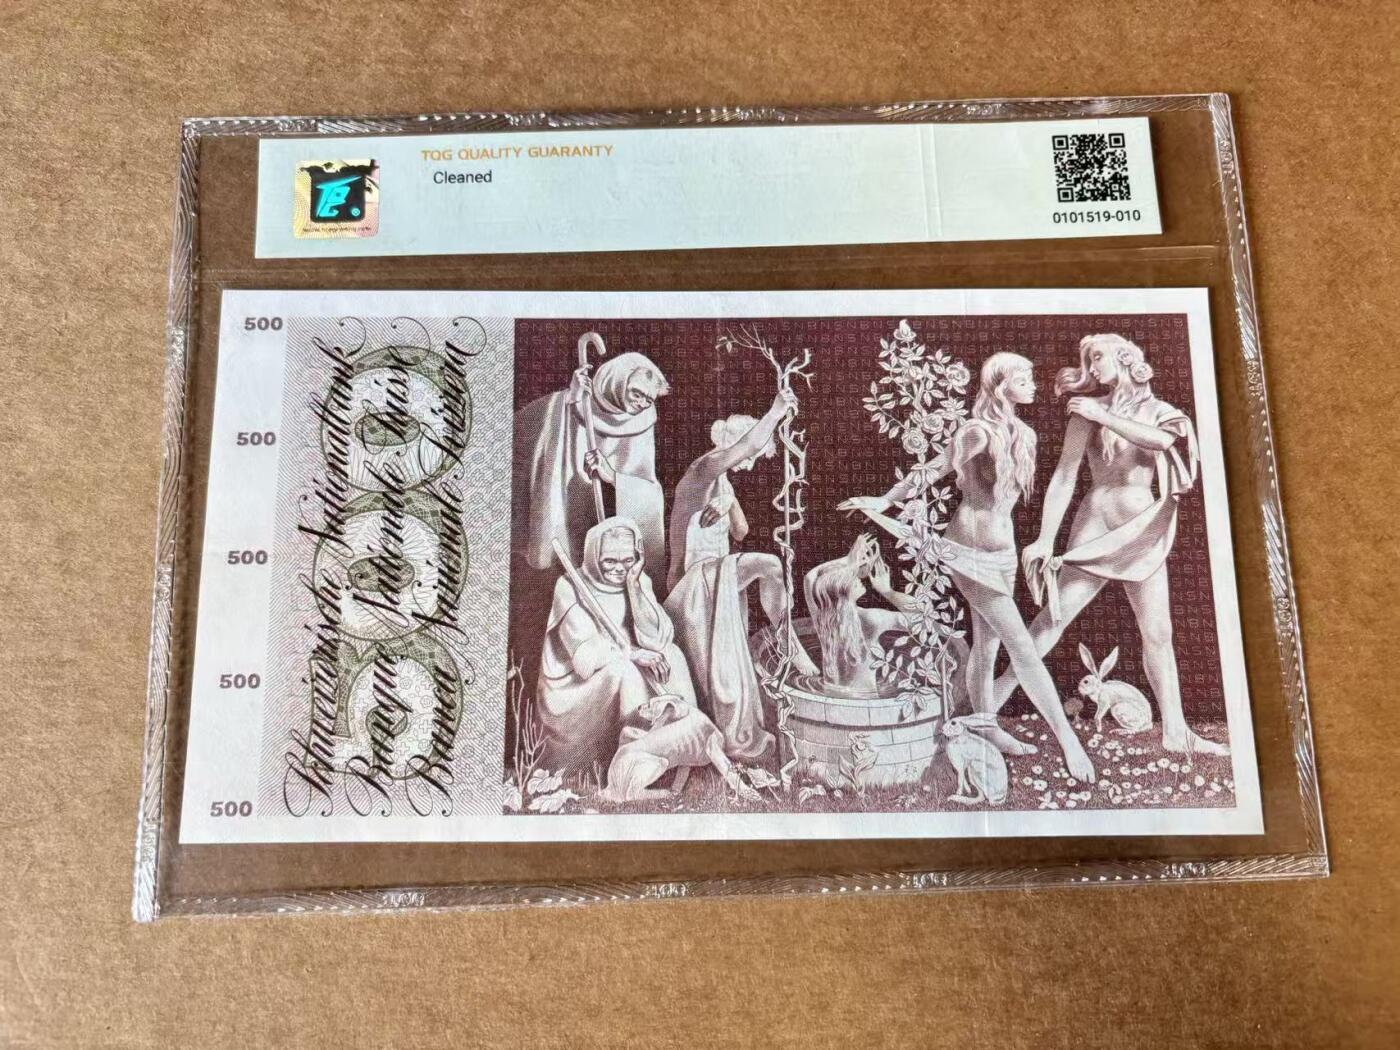 TQG QUALITY GUARANTY
Cleaned
0101519-010
500
500
500
500
500
500
Schweizerische Nationalbank
Banque Nationale Suisse
Banca Nazionale Svizzera